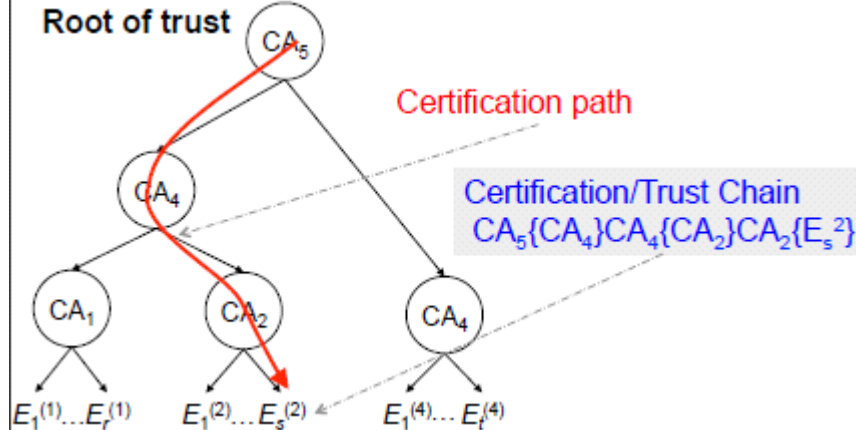 Root of trust
CA₅
Certification path
CA₄
Certification/Trust Chain
CA₅{CA₄}CA₄{CA₂}CA₂{Eₛ²}
CA₁
CA₂
CA₄
E₁⁽¹⁾…Eᵣ⁽¹⁾
E₁⁽²⁾…Eₛ⁽²⁾
E₁⁽⁴⁾…Eₜ⁽⁴⁾